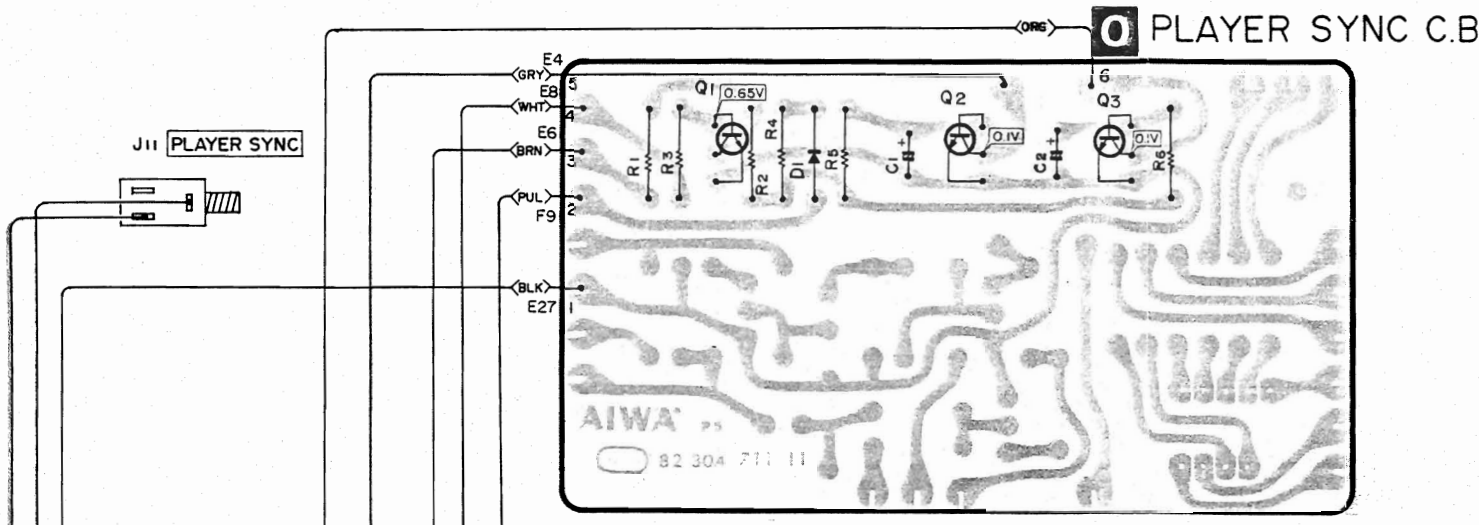 <ORG>
O PLAYER SYNC C.B
E4
<GRY> 5
E8
<WHT> 4
E6
<BRN> 3
<PUL> 2
F9
<BLK>
E27 1
6
J11 PLAYER SYNC
Q1 0.65V
Q2 0.1V
Q3 0.1V
R1
R3
R2
R4
D1
R5
C1 +
C2 +
R6
AIWA
82 304 711 11